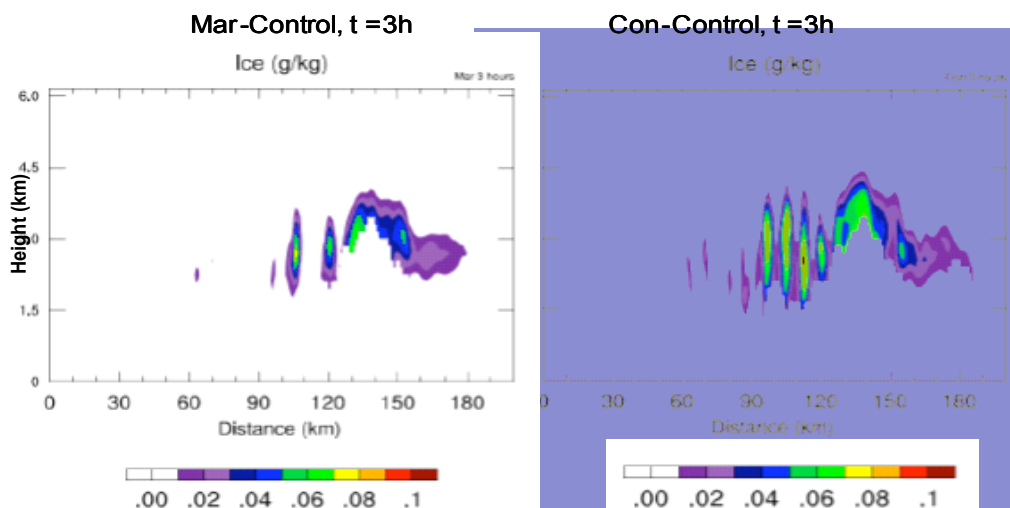 Mar-Control, t =3h
Con-Control, t =3h
Ice (g/kg)
Ice (g/kg)
Mar 3 hours
6.0
4.5
3.0
1.5
0
Height (km)
0 30 60 90 120 150 180
0 30 60 90 120 150 180
Distance (km)
Distance (km)
.00 .02 .04 .06 .08 .1
.00 .02 .04 .06 .08 .1